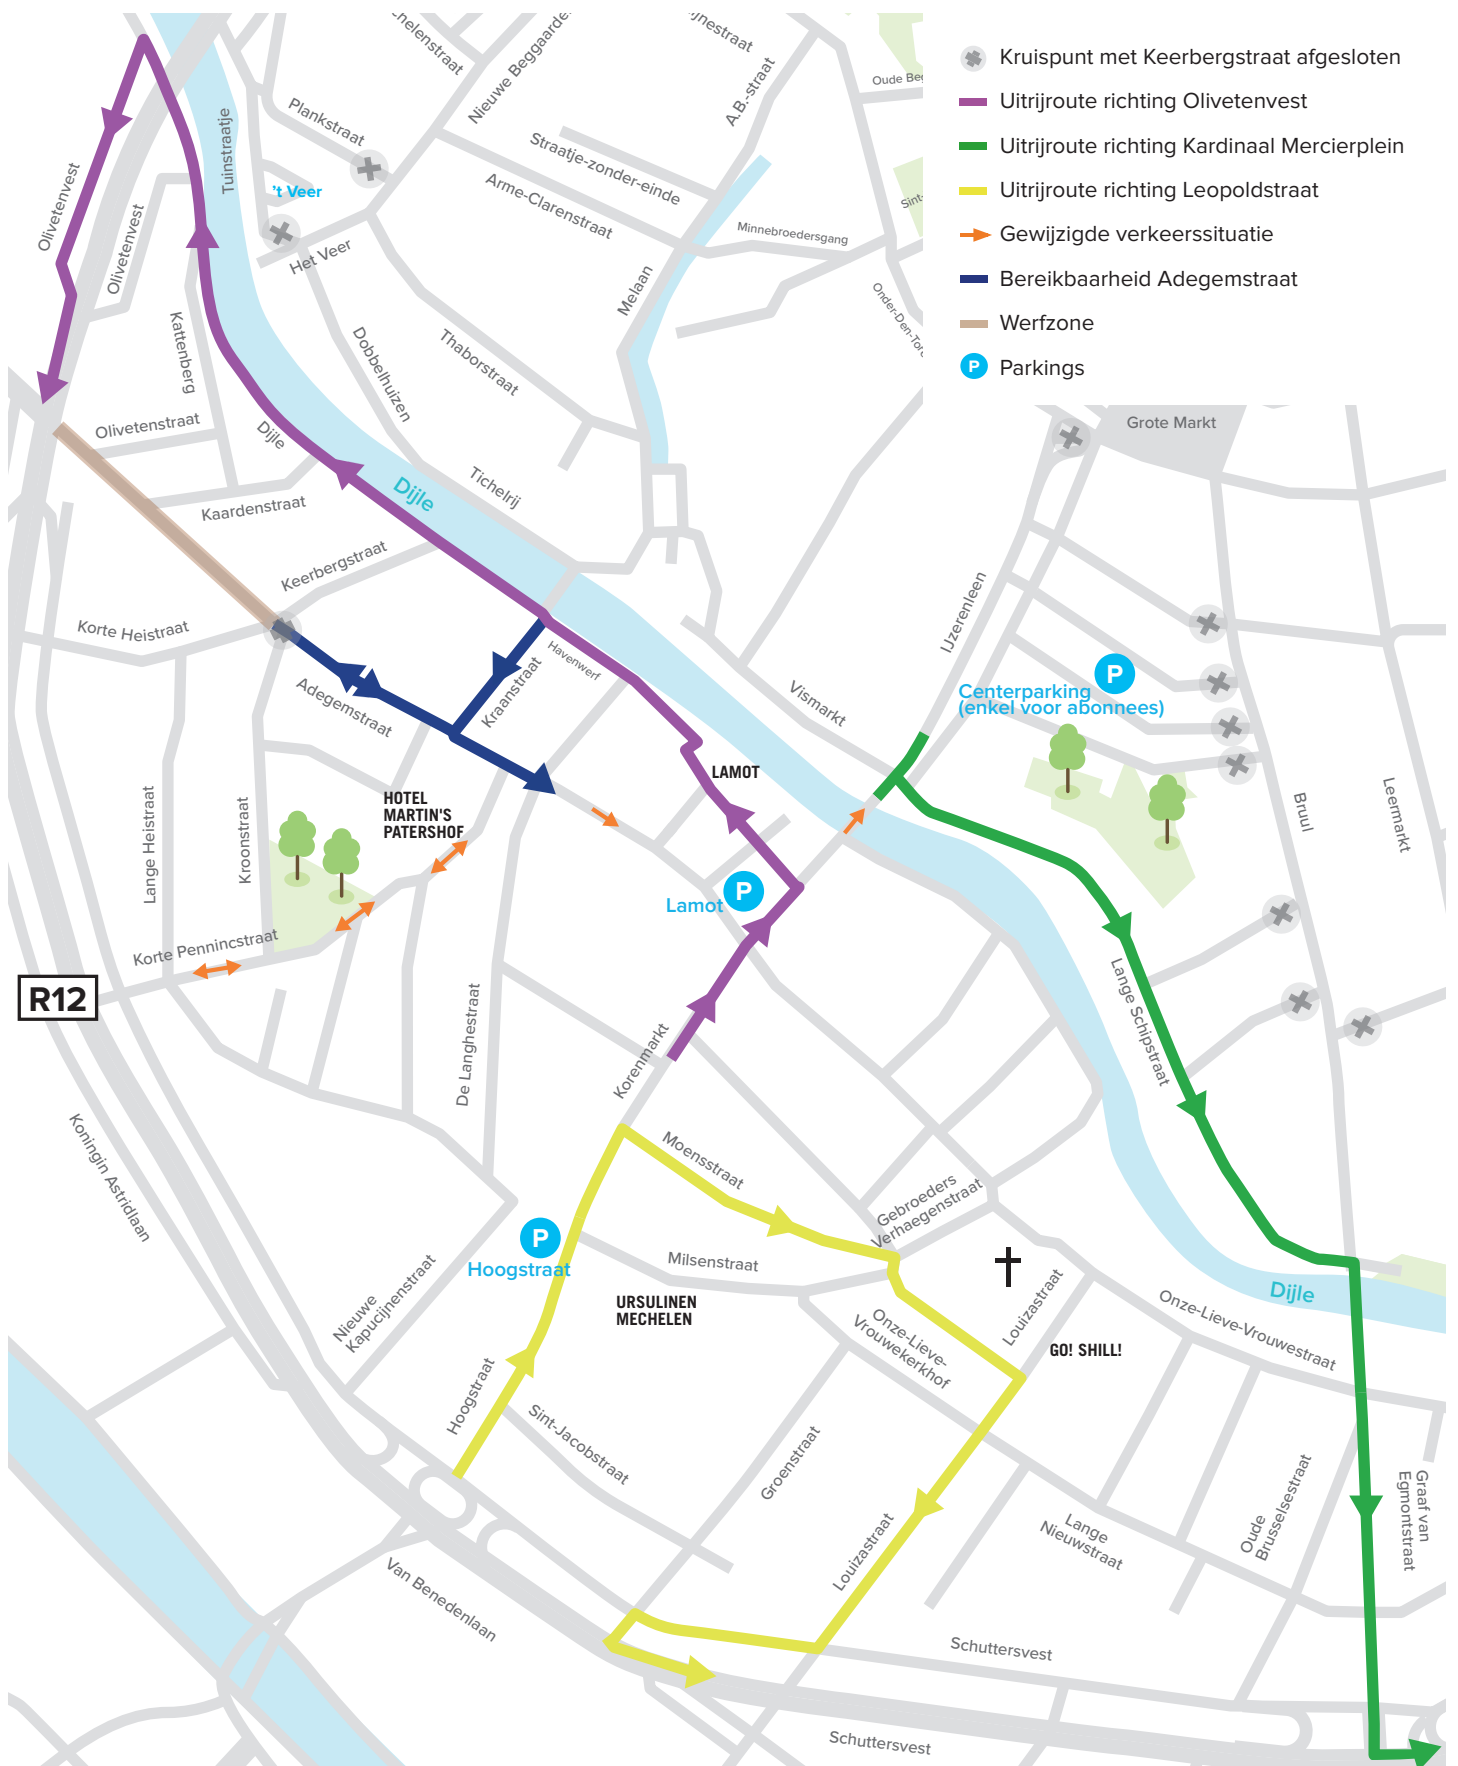 Kruispunt met Keerbergstraat afgesloten
Uitrijroute richting Olivetenvest
Uitrijroute richting Kardinaal Mercierplein
Uitrijroute richting Leopoldstraat
Gewijzigde verkeerssituatie
Bereikbaarheid Adegemstraat
Werfzone
P Parkings
Nieuwe
A.B.-straat
Oude
Plankstraat
Tuinstraatje
Straatje-zonder-einde
't Veer
Arme-Clarenstraat
Olivetenvest
Olivetenvest
Het Veer
Minnebroedersgang
Melaan
Kattenberg
Dobbelhuizen
Thaborstraat
Olivetenstraat
Dijle
Grote Markt
Tichelrij
Dijle
Kaardenstraat
Keerbergstraat
IJzerenleen
Korte Heistraat
Havenwerf
Kraanstraat
P
Centerparking
(enkel voor abonnees)
Adegemstraat
Vismarkt
LAMOT
HOTEL
MARTIN'S
PATERSHOF
Lange Heistraat
Kroonstraat
Bruul
Leermarkt
P
Lamot
Korte Pennincstraat
R12
Lange Schipstraat
De Langhestraat
Korenmarkt
Koningin Astridlaan
Moensstraat
Gebroeders
Verhaegenstraat
P
Hoogstraat
Milsenstraat
Nieuwe
Kapucijnenstraat
URSULINEN
MECHELEN
Louizastraat
Dijle
Onze-Lieve-Vrouwestraat
Onze-Lieve-
Vrouwekerkhof
GO! SHILL!
Hoogstraat
Sint-Jacobstraat
Groenstraat
Louizastraat
Lange
Nieuwstraat
Oude
Brusselsestraat
Graaf van
Egmontstraat
Van Benedenlaan
Schuttersvest
Schuttersvest